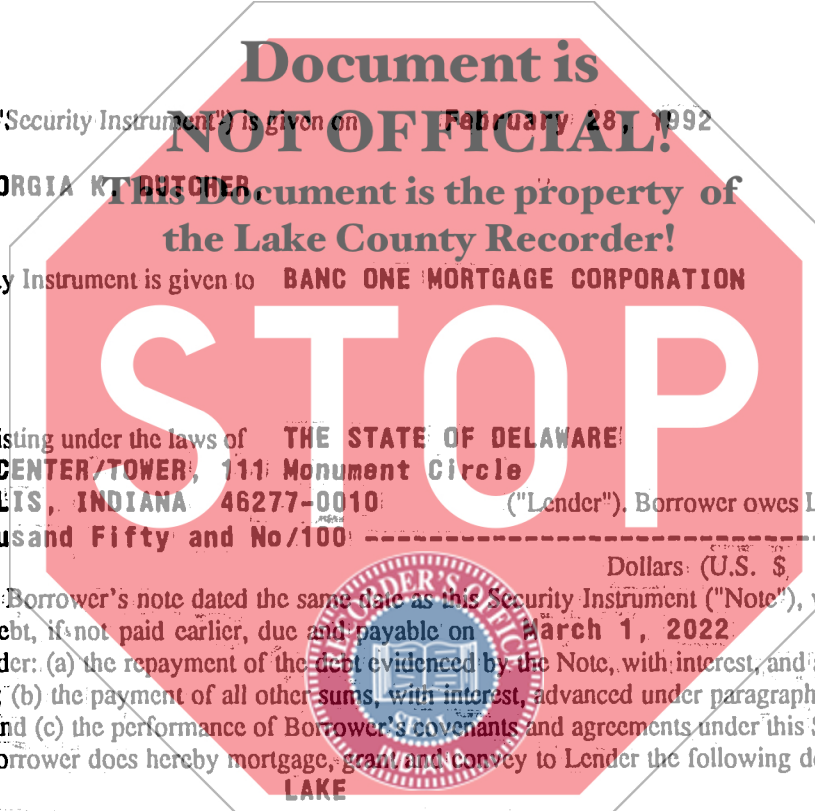 Document is
"Security Instrument") is given on February 28, 1992
NOT OFFICIAL!
ORGIA K. DUTCHER,
This Document is the property of
the Lake County Recorder!
y Instrument is given to BANC ONE MORTGAGE CORPORATION
STOP
isting under the laws of THE STATE OF DELAWARE
CENTER/TOWER, 111 Monument Circle
LIS, INDIANA 46277-0010 ("Lender"). Borrower owes L
usand Fifty and No/100 ------------------------------
Dollars (U.S. $
Borrower's note dated the same date as this Security Instrument ("Note"),
ebt, if not paid earlier, due and payable on March 1, 2022
der: (a) the repayment of the debt evidenced by the Note, with interest, and
(b) the payment of all other sums, with interest, advanced under paragraph
nd (c) the performance of Borrower's covenants and agreements under this S
orrower does hereby mortgage, grant and convey to Lender the following de
LAKE
SEAL
INDIANA